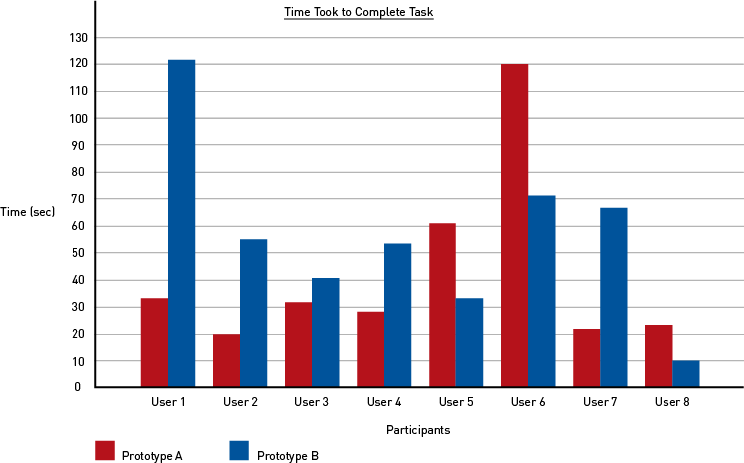 Time Took to Complete Task
130
120
110
100
90
80
70
Time (sec)
60
50
40
30
20
10
0
User 1 User 2 User 3 User 4 User 5 User 6 User 7 User 8
Participants
Prototype A Prototype B